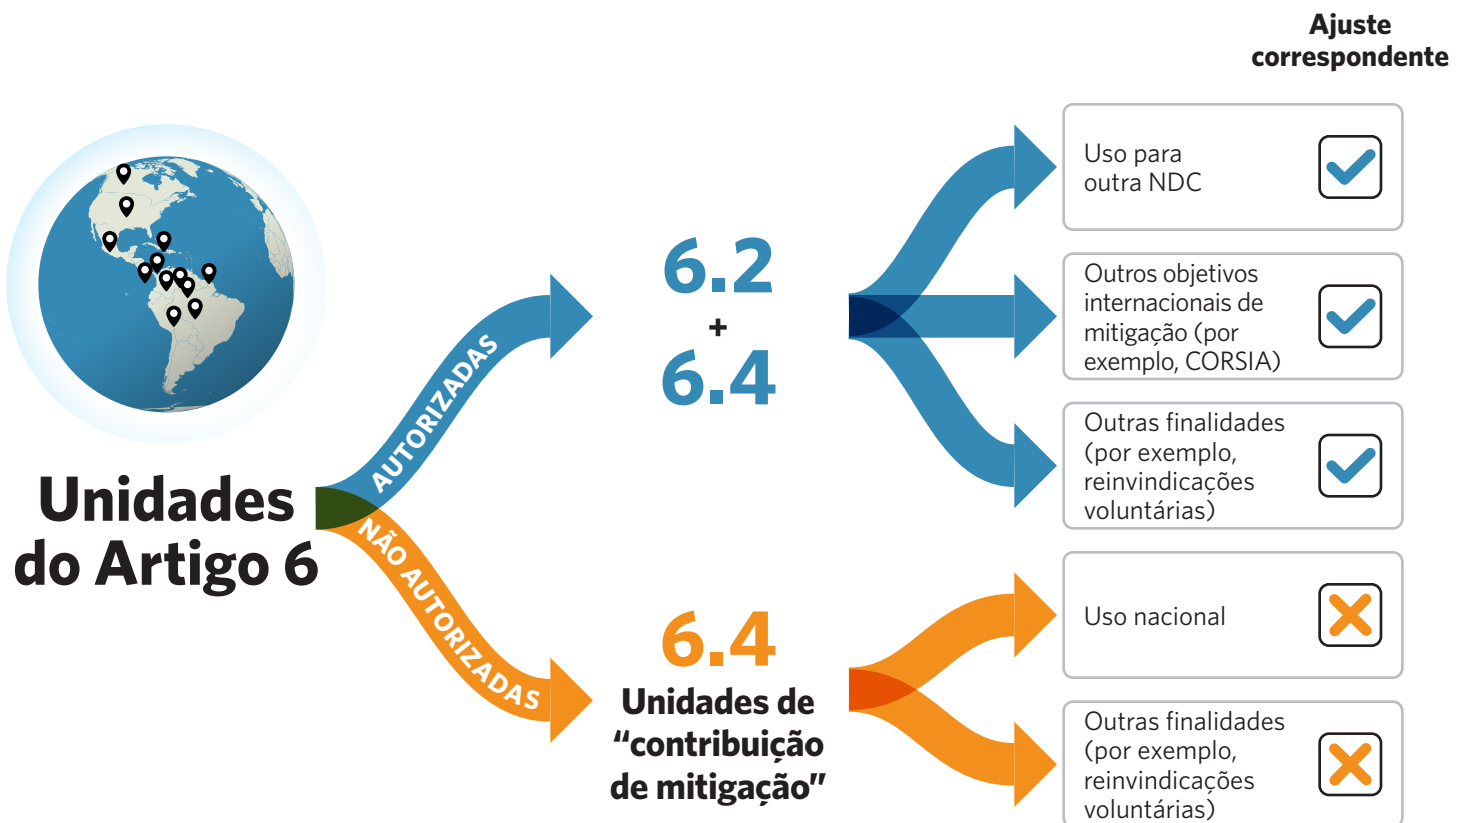 Ajuste
correspondente
Unidades
do Artigo 6
AUTORIZADAS
NÃO AUTORIZADAS
6.2
+
6.4
6.4
Unidades de
“contribuição
de mitigação”
Uso para
outra NDC
Outros objetivos
internacionais de
mitigação (por
exemplo, CORSIA)
Outras finalidades
(por exemplo,
reinvindicações
voluntárias)
Uso nacional
Outras finalidades
(por exemplo,
reinvindicações
voluntárias)